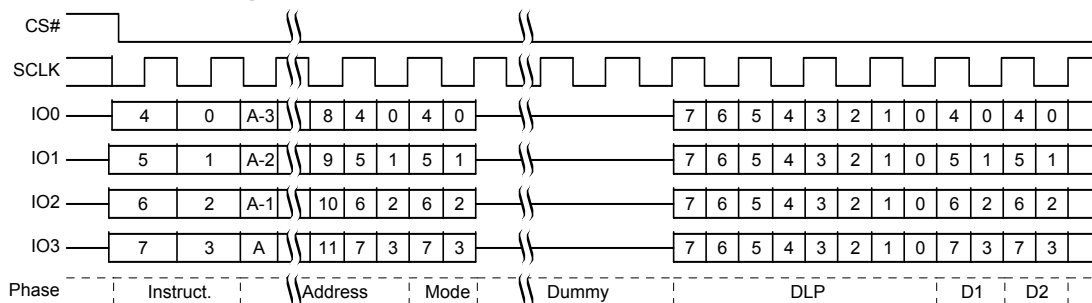 CS#
SCLK
IO0 4 0 A-3 8 4 0 4 0 7 6 5 4 3 2 1 0 4 0 4 0
IO1 5 1 A-2 9 5 1 5 1 7 6 5 4 3 2 1 0 5 1 5 1
IO2 6 2 A-1 10 6 2 6 2 7 6 5 4 3 2 1 0 6 2 6 2
IO3 7 3 A 11 7 3 7 3 7 6 5 4 3 2 1 0 7 3 7 3
Phase Instruct. Address Mode Dummy DLP D1 D2